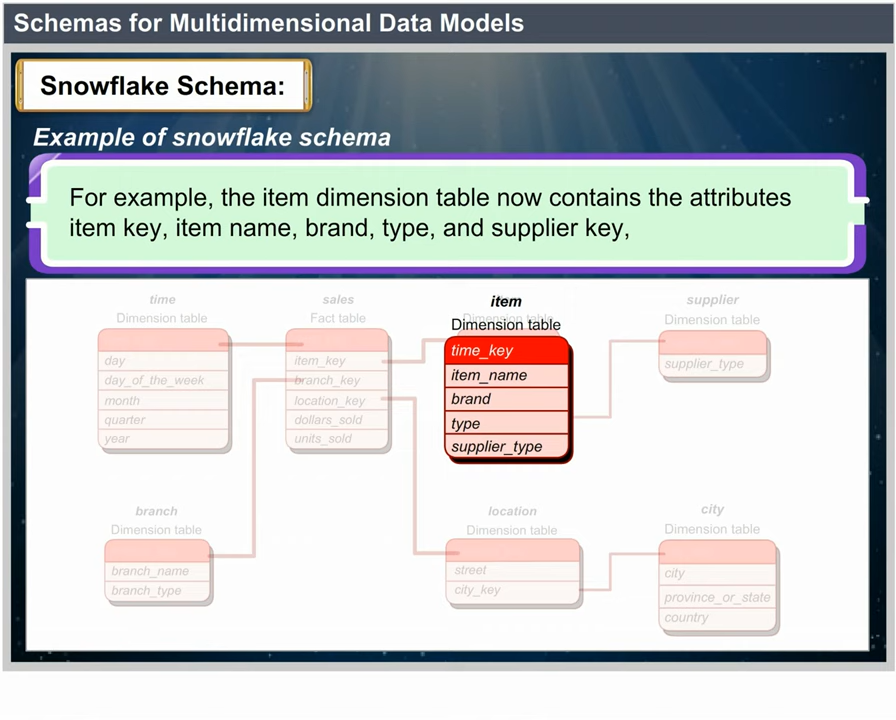 Schemas for Multidimensional Data Models
Snowflake Schema:
Example of snowflake schema
For example, the item dimension table now contains the attributes
item key, item name, brand, type, and supplier key,
time
Dimension table
day
day_of_the_week
month
quarter
year
sales
Fact table
item_key
branch_key
location_key
dollars_sold
units_sold
item
Dimension table
Dimension table
time_key
item_name
brand
type
supplier_type
supplier
Dimension table
supplier_type
branch
Dimension table
branch_name
branch_type
location
Dimension table
street
city_key
city
Dimension table
city
province_or_state
country